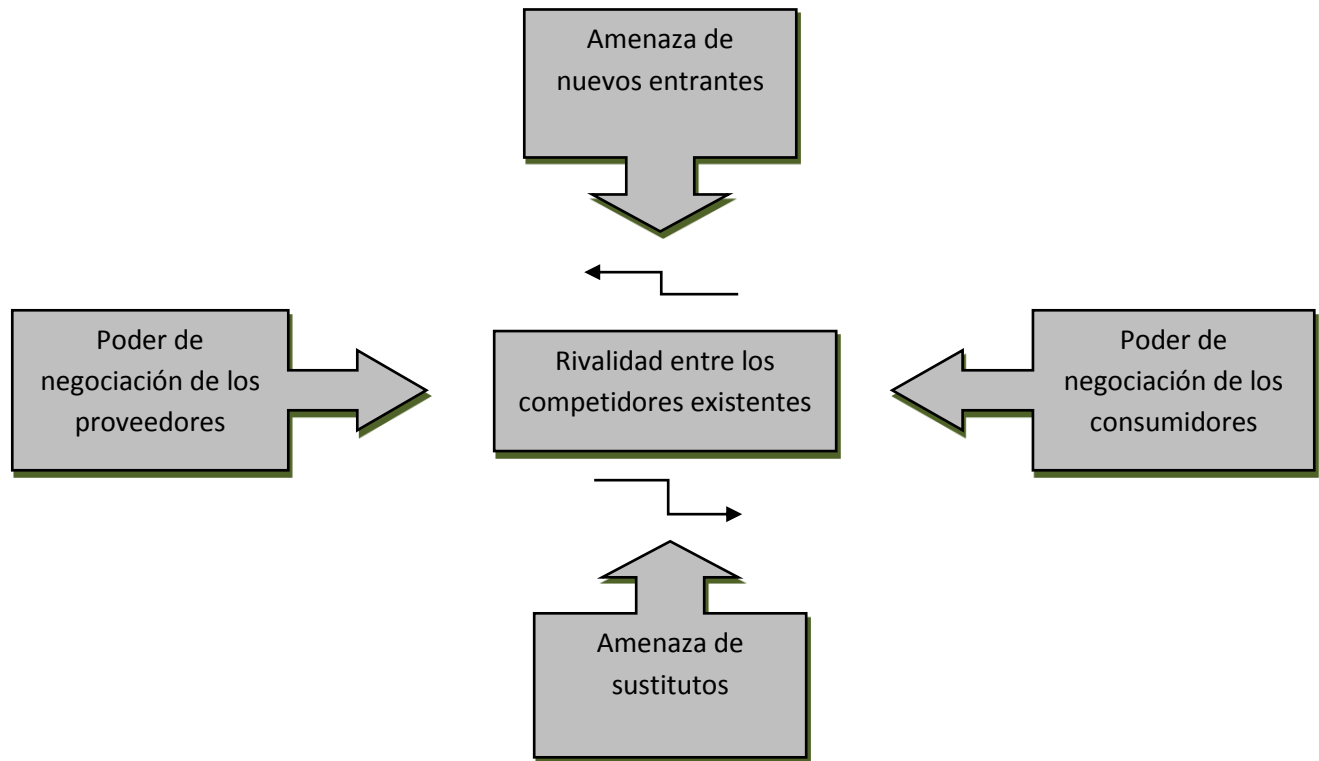 Amenaza de
nuevos entrantes
Poder de
negociación de los
proveedores
Rivalidad entre los
competidores existentes
Poder de
negociación de los
consumidores
Amenaza de
sustitutos